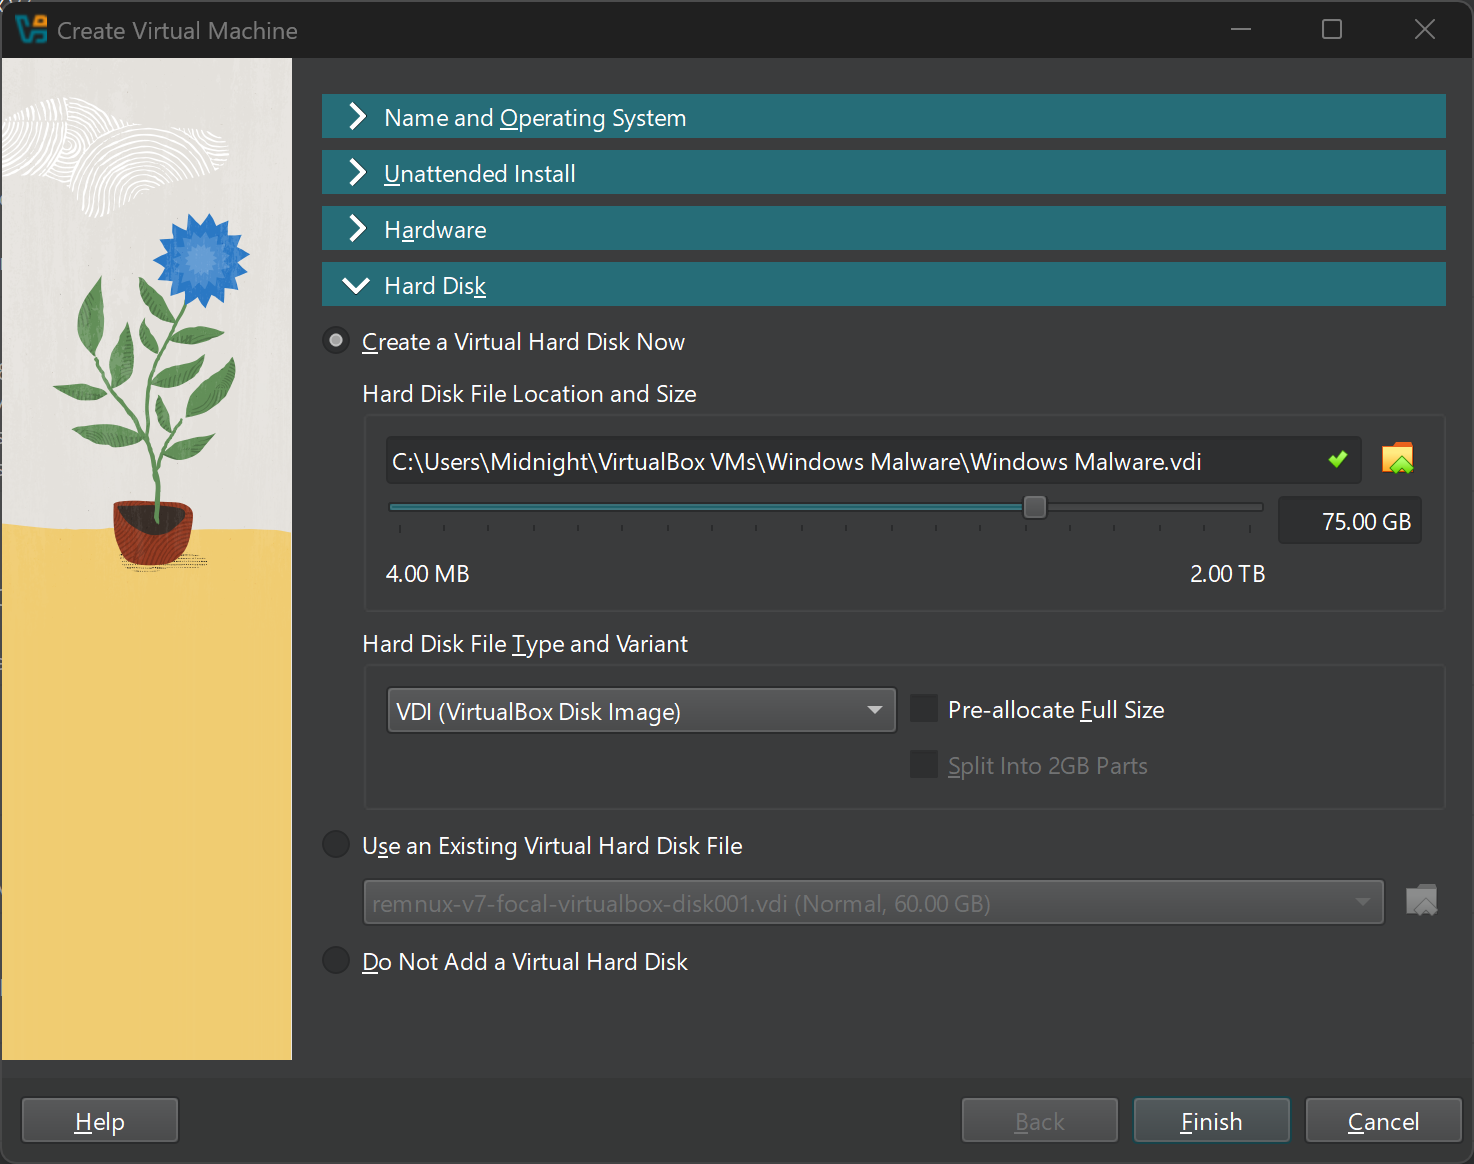 Create Virtual Machine
Name and Operating System
Unattended Install
Hardware
Hard Disk
Create a Virtual Hard Disk Now
Hard Disk File Location and Size
C:\Users\Midnight\VirtualBox VMs\Windows Malware\Windows Malware.vdi
75.00 GB
4.00 MB
2.00 TB
Hard Disk File Type and Variant
VDI (VirtualBox Disk Image)
Pre-allocate Full Size
Split Into 2GB Parts
Use an Existing Virtual Hard Disk File
remnux-v7-focal-virtualbox-disk001.vdi (Normal, 60.00 GB)
Do Not Add a Virtual Hard Disk
Help
Back
Finish
Cancel